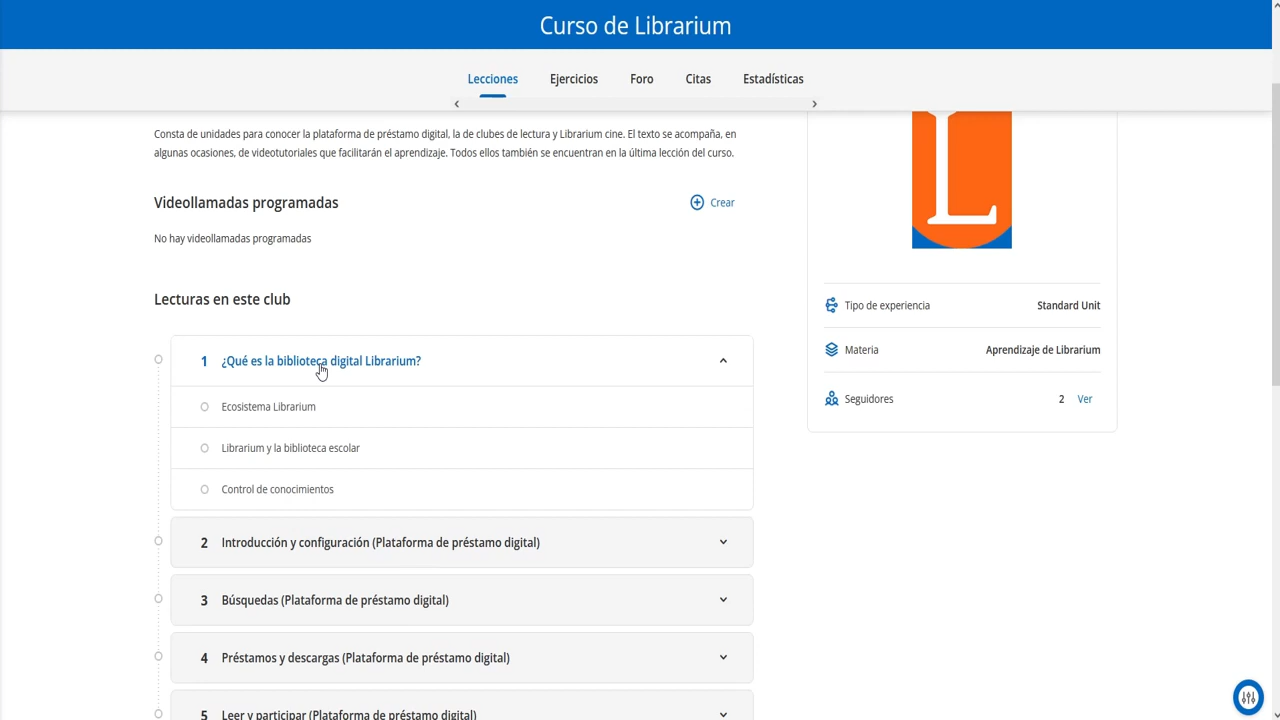 Curso de Librarium
Lecciones
Ejercicios
Foro
Citas
Estadísticas
Consta de unidades para conocer la plataforma de préstamo digital, la de clubes de lectura y Librarium cine. El texto se acompaña, en
algunas ocasiones, de videotutoriales que facilitarán el aprendizaje. Todos ellos también se encuentran en la última lección del curso.
Videollamadas programadas
Crear
No hay videollamadas programadas
Lecturas en este club
1 ¿Qué es la biblioteca digital Librarium?
Ecosistema Librarium
Librarium y la biblioteca escolar
Control de conocimientos
2 Introducción y configuración (Plataforma de préstamo digital)
3 Búsquedas (Plataforma de préstamo digital)
4 Préstamos y descargas (Plataforma de préstamo digital)
5 Leer y participar (Plataforma de préstamo digital)
L
Tipo de experiencia Standard Unit
Materia Aprendizaje de Librarium
Seguidores 2 Ver